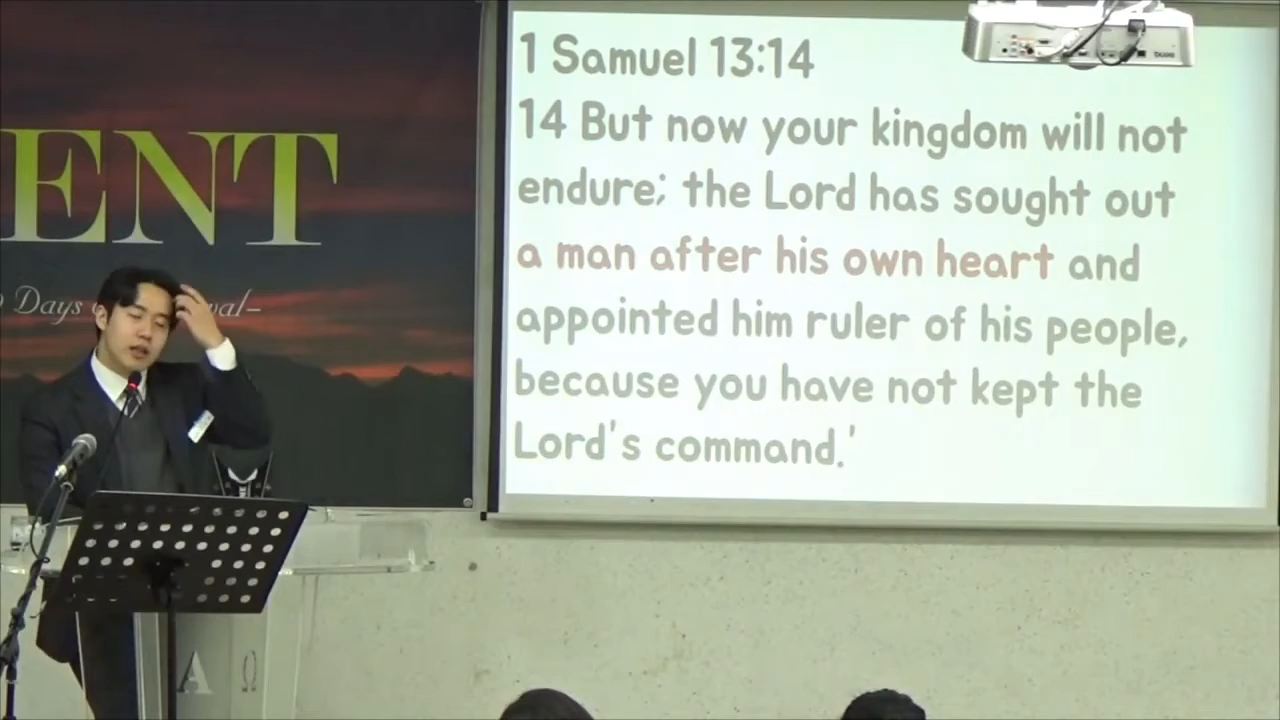 ENT
Days
1 Samuel 13:14
14 But now your kingdom will not
endure; the Lord has sought out
a man after his own heart and
appointed him ruler of his people,
because you have not kept the
Lord's command.'
BenQ
A Ω